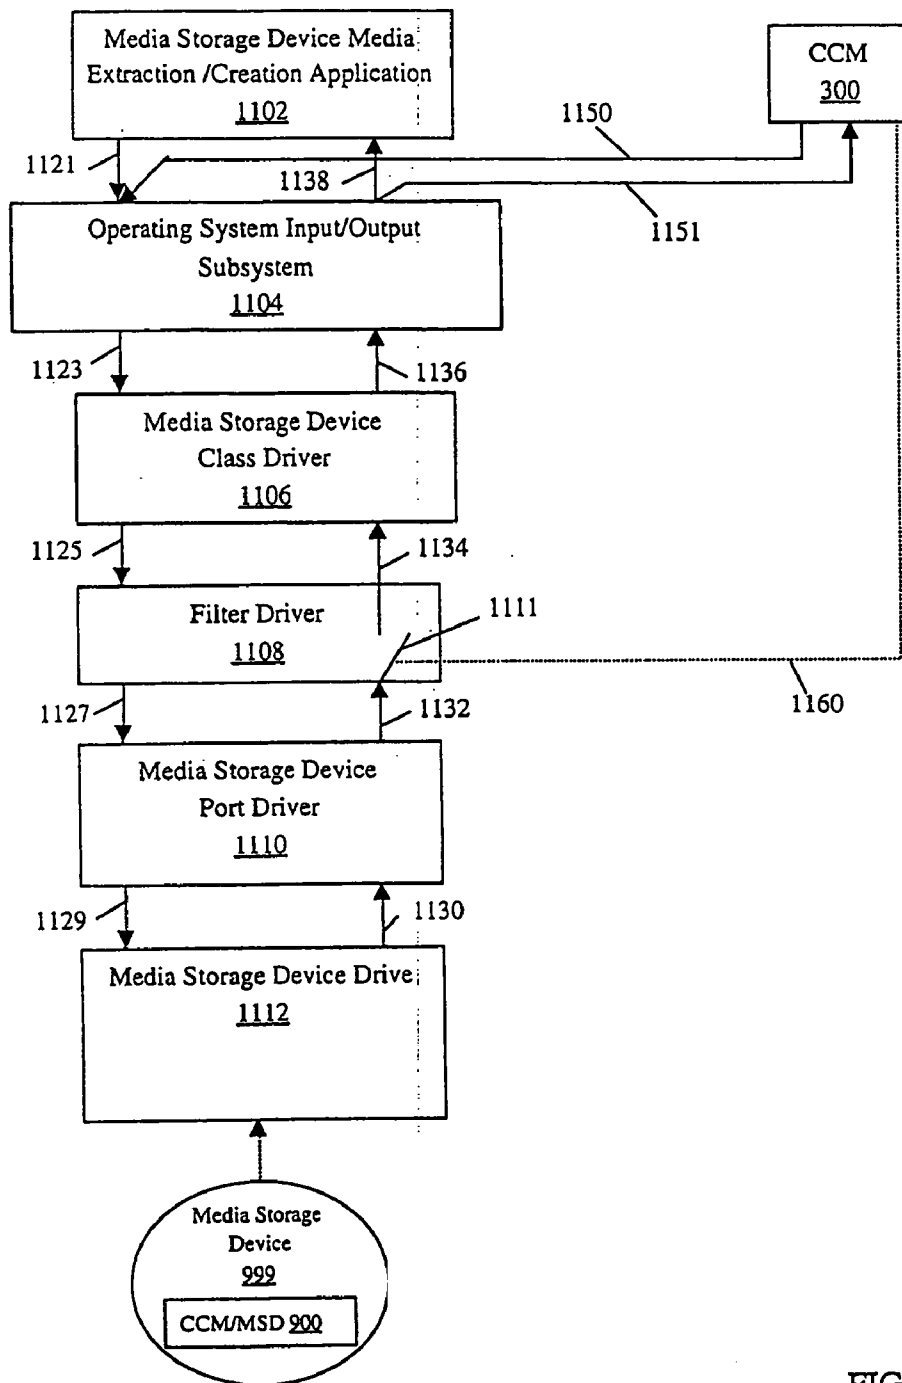 Media Storage Device Media
Extraction /Creation Application
1102
CCM
300
1150
1121
1138
1151
Operating System Input/Output
Subsystem
1104
1123
1136
Media Storage Device
Class Driver
1106
1125
1134
1111
Filter Driver
1108
1127
1132
1160
Media Storage Device
Port Driver
1110
1129
1130
Media Storage Device Drive
1112
Media Storage
Device
999
CCM/MSD 900